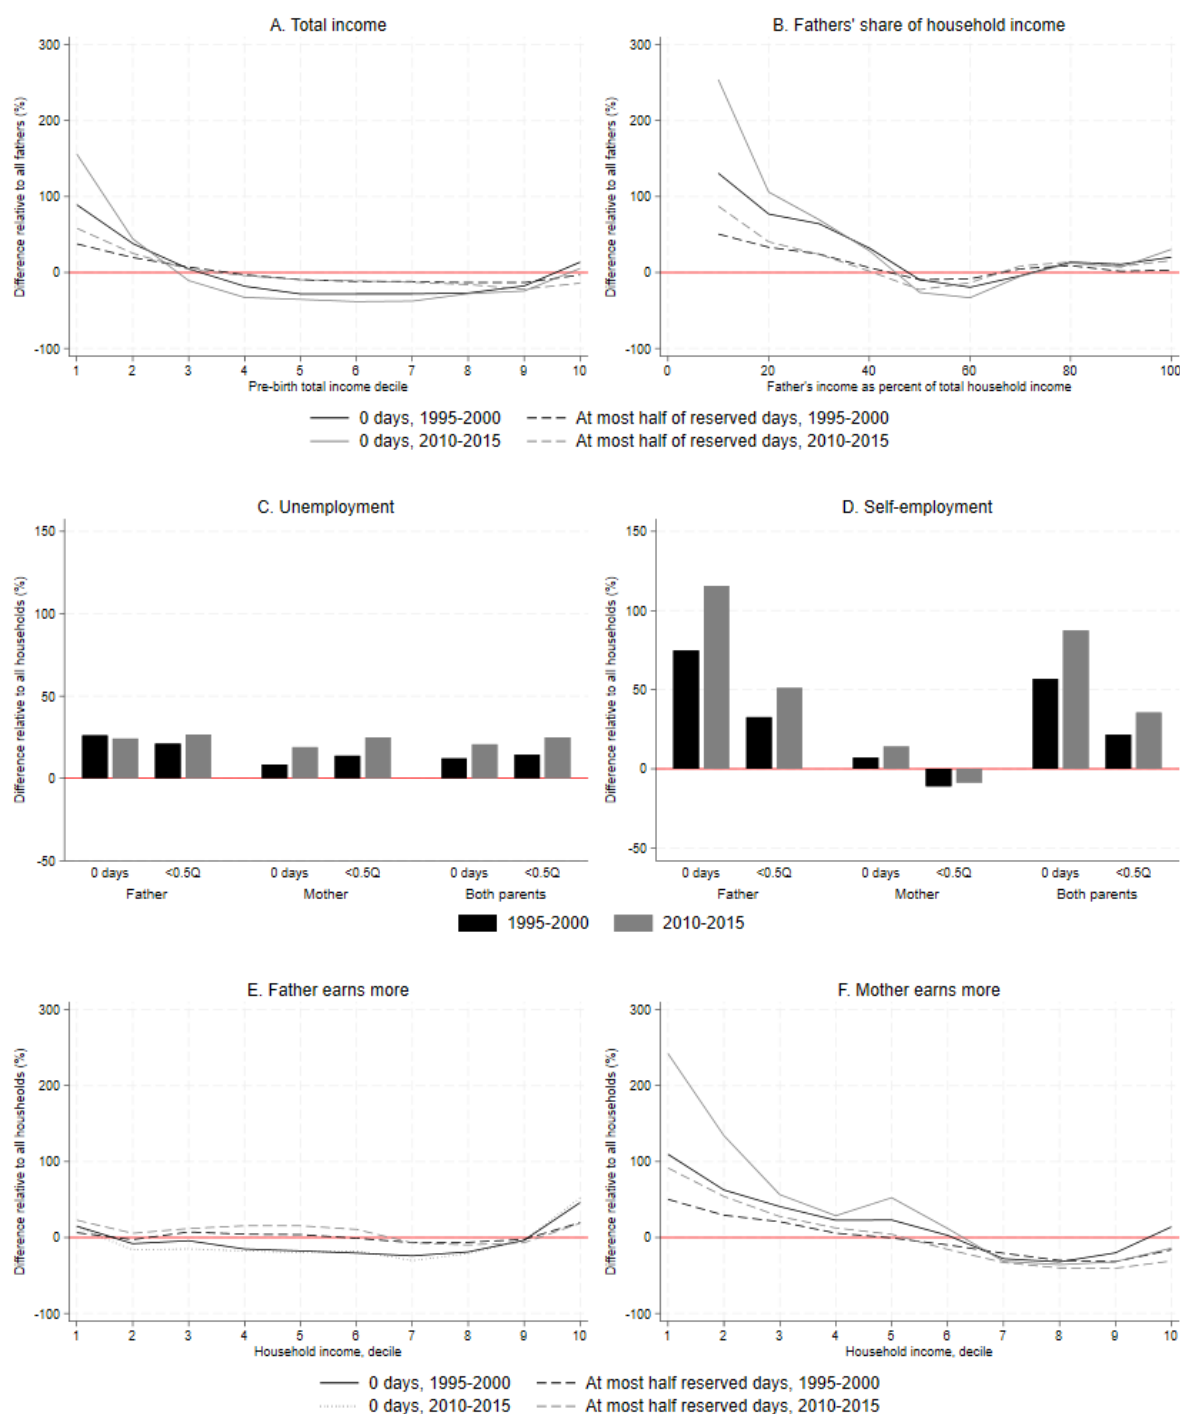 A. Total income
B. Fathers' share of household income
Difference relative to all fathers (%)
300
200
100
0
-100
1 2 3 4 5 6 7 8 9 10
Pre-birth total income decile
Difference relative to all fathers (%)
300
200
100
0
-100
0 20 40 60 80 100
Father's income as percent of total household income
0 days, 1995-2000
At most half of reserved days, 1995-2000
0 days, 2010-2015
At most half of reserved days, 2010-2015
C. Unemployment
D. Self-employment
Difference relative to all households (%)
150
100
50
0
-50
0 days <0.5Q 0 days <0.5Q 0 days <0.5Q
Father Mother Both parents
Difference relative to all households (%)
150
100
50
0
-50
0 days <0.5Q 0 days <0.5Q 0 days <0.5Q
Father Mother Both parents
1995-2000
2010-2015
E. Father earns more
F. Mother earns more
Difference relative to all housheolds (%)
300
200
100
0
-100
1 2 3 4 5 6 7 8 9 10
Household income, decile
Difference relative to all households (%)
300
200
100
0
-100
1 2 3 4 5 6 7 8 9 10
Household income, decile
0 days, 1995-2000
At most half reserved days, 1995-2000
0 days, 2010-2015
At most half reserved days, 2010-2015